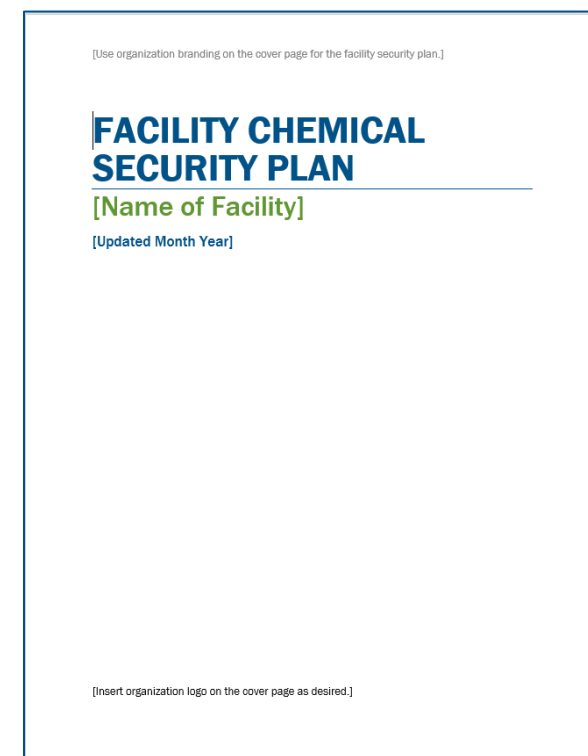 [Use organization branding on the cover page for the facility security plan.]
FACILITY CHEMICAL
SECURITY PLAN
[Name of Facility]
[Updated Month Year]
[Insert organization logo on the cover page as desired.]